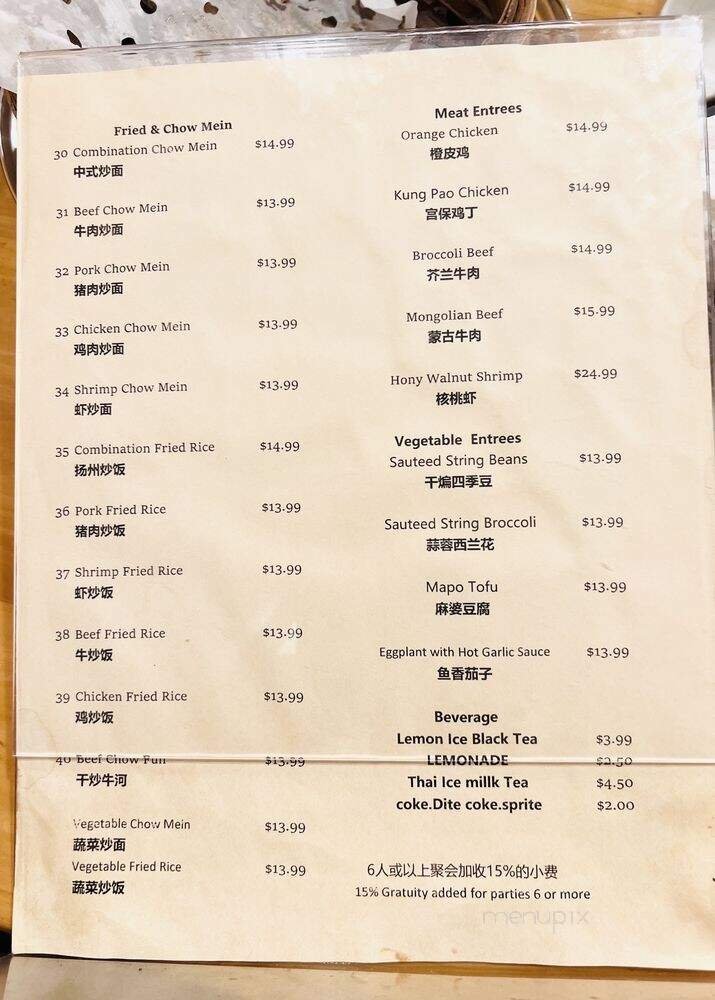 Fried & Chow Mein
30 Combination Chow Mein $14.99
中式炒面
31 Beef Chow Mein $13.99
牛肉炒面
32 Pork Chow Mein $13.99
猪肉炒面
33 Chicken Chow Mein $13.99
鸡肉炒面
34 Shrimp Chow Mein $13.99
虾炒面
35 Combination Fried Rice $14.99
扬州炒饭
36 Pork Fried Rice $13.99
猪肉炒饭
37 Shrimp Fried Rice $13.99
虾炒饭
38 Beef Fried Rice $13.99
牛炒饭
39 Chicken Fried Rice $13.99
鸡炒饭
40 Beef Chow Fun $13.99
干炒牛河
Vegetable Chow Mein $13.99
蔬菜炒面
Vegetable Fried Rice $13.99
蔬菜炒饭
Meat Entrees
Orange Chicken $14.99
橙皮鸡
Kung Pao Chicken $14.99
宫保鸡丁
Broccoli Beef $14.99
芥兰牛肉
Mongolian Beef $15.99
蒙古牛肉
Hony Walnut Shrimp $24.99
核桃虾
Vegetable Entrees
Sauteed String Beans $13.99
干煸四季豆
Sauteed String Broccoli $13.99
蒜蓉西兰花
Mapo Tofu $13.99
麻婆豆腐
Eggplant with Hot Garlic Sauce $13.99
鱼香茄子
Beverage
Lemon Ice Black Tea $3.99
LEMONADE $2.50
Thai Ice millk Tea $4.50
coke.Dite coke.sprite $2.00
6人或以上聚会加收15%的小费
15% Gratuity added for parties 6 or more
menupix